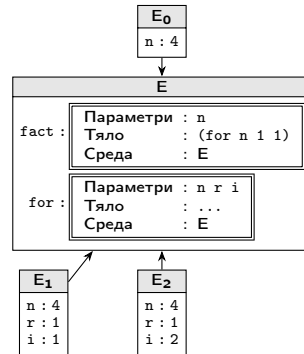 E₀
n : 4
E
fact :
Параметри : n
Тяло : (for n 1 1)
Среда : E
for :
Параметри : n r i
Тяло : ...
Среда : E
E₁
n : 4
r : 1
i : 1
E₂
n : 4
r : 1
i : 2